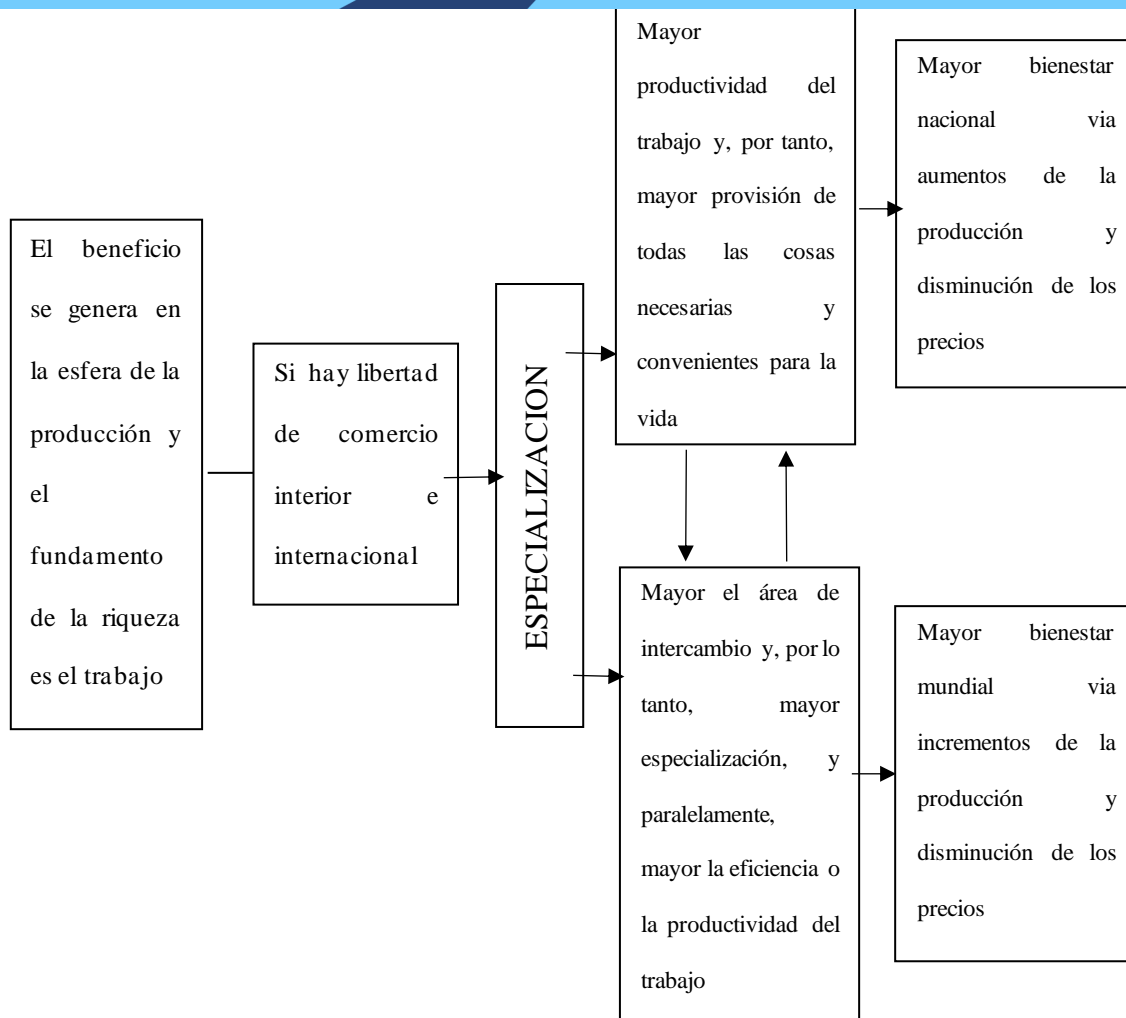 El beneficio
se genera en
la esfera de la
producción y
el
fundamento
de la riqueza
es el trabajo
Si hay libertad
de comercio
interior e
internacional
ESPECIALIZACION
Mayor
productividad del
trabajo y, por tanto,
mayor provisión de
todas las cosas
necesarias y
convenientes para la
vida
Mayor bienestar
nacional via
aumentos de la
producción y
disminución de los
precios
Mayor el área de
intercambio y, por lo
tanto, mayor
especialización, y
paralelamente,
mayor la eficiencia o
la productividad del
trabajo
Mayor bienestar
mundial via
incrementos de la
producción y
disminución de los
precios